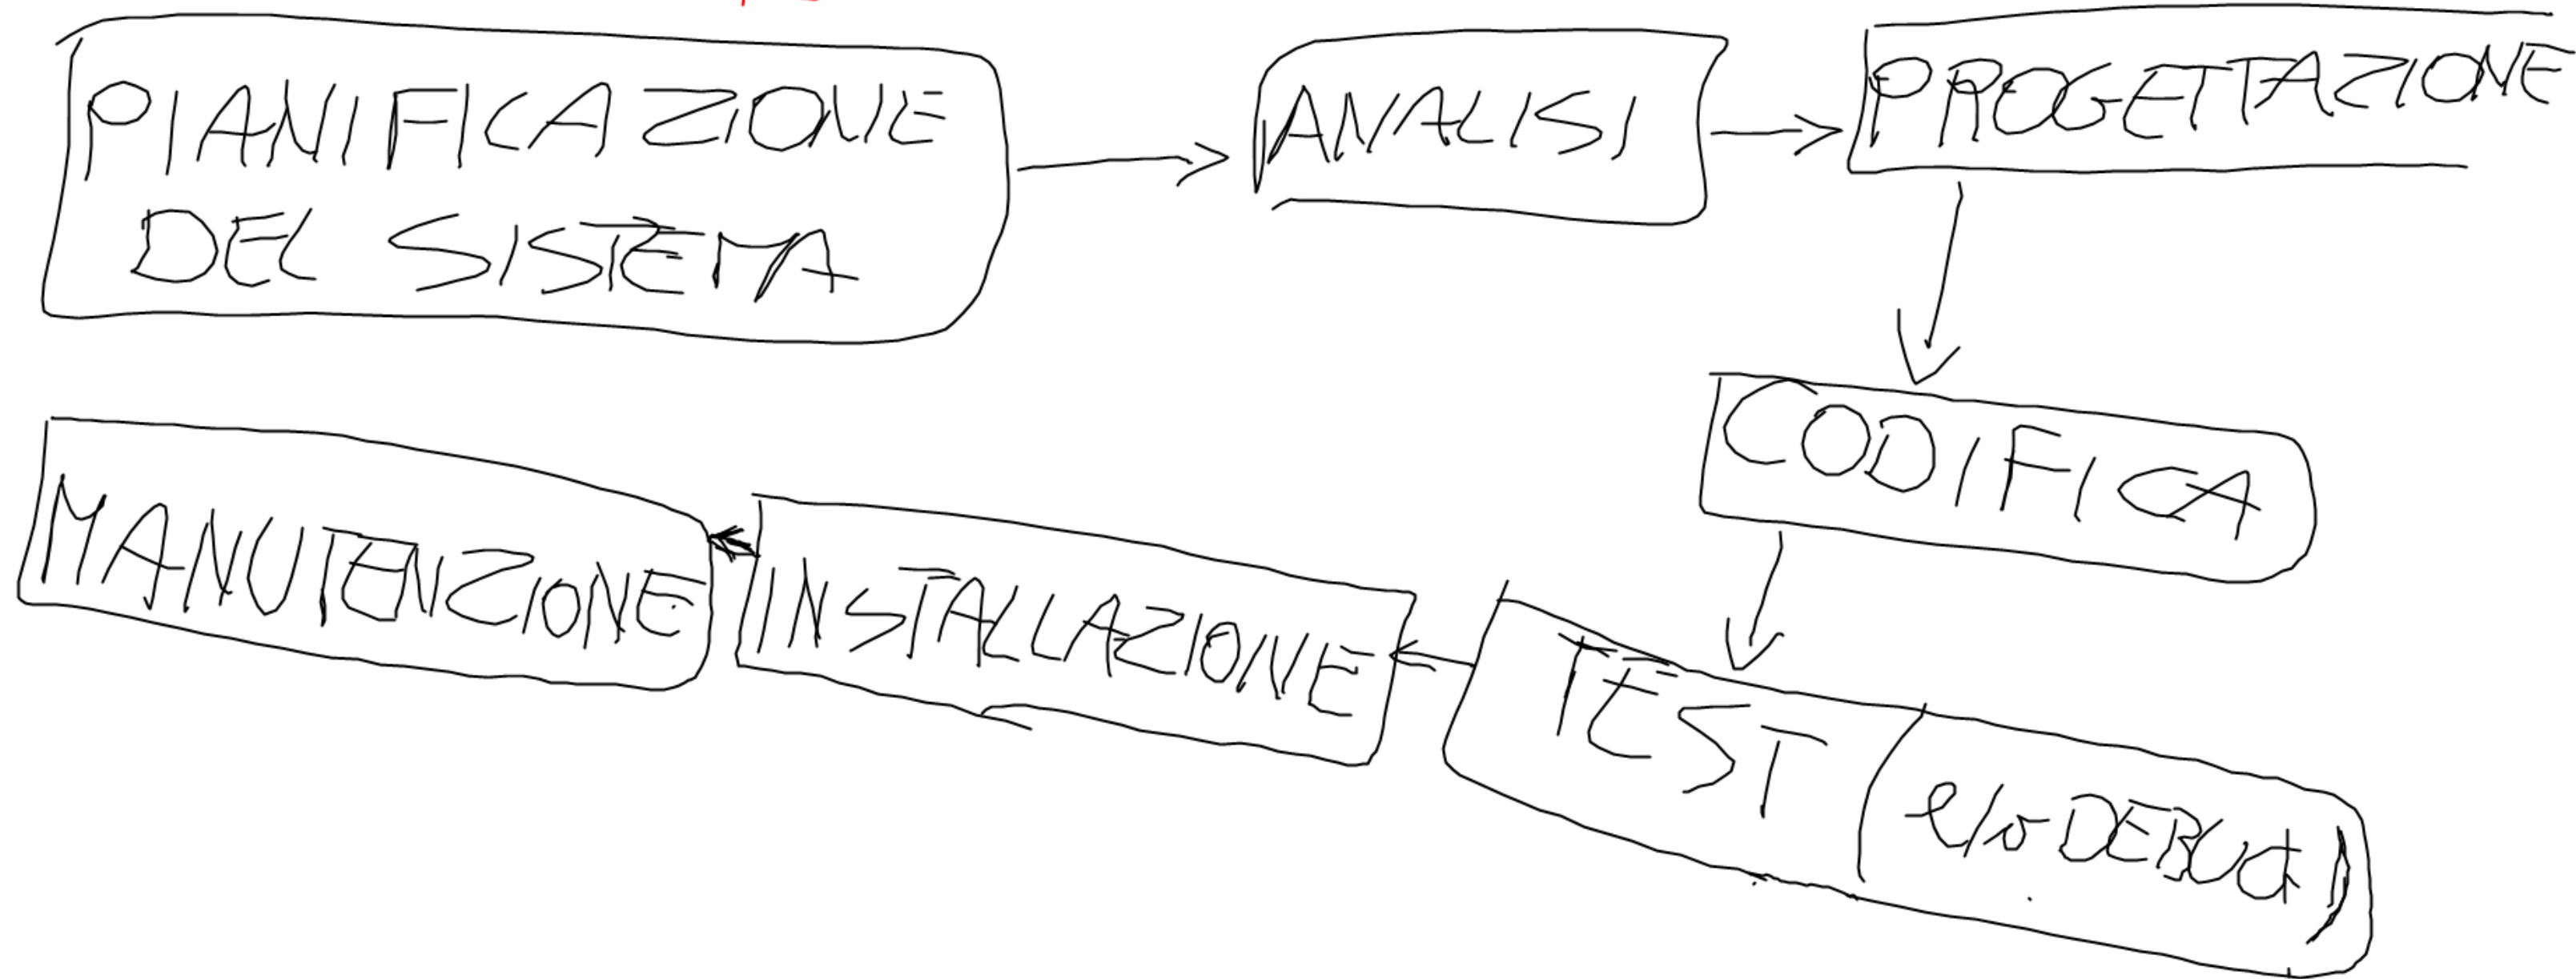 PIANIFICAZIONE
DEL SISTEMA
ANALISI
PROGETTAZIONE
CODIFICA
TEST (e/o DEBUG)
INSTALLAZIONE
MANUTENZIONE